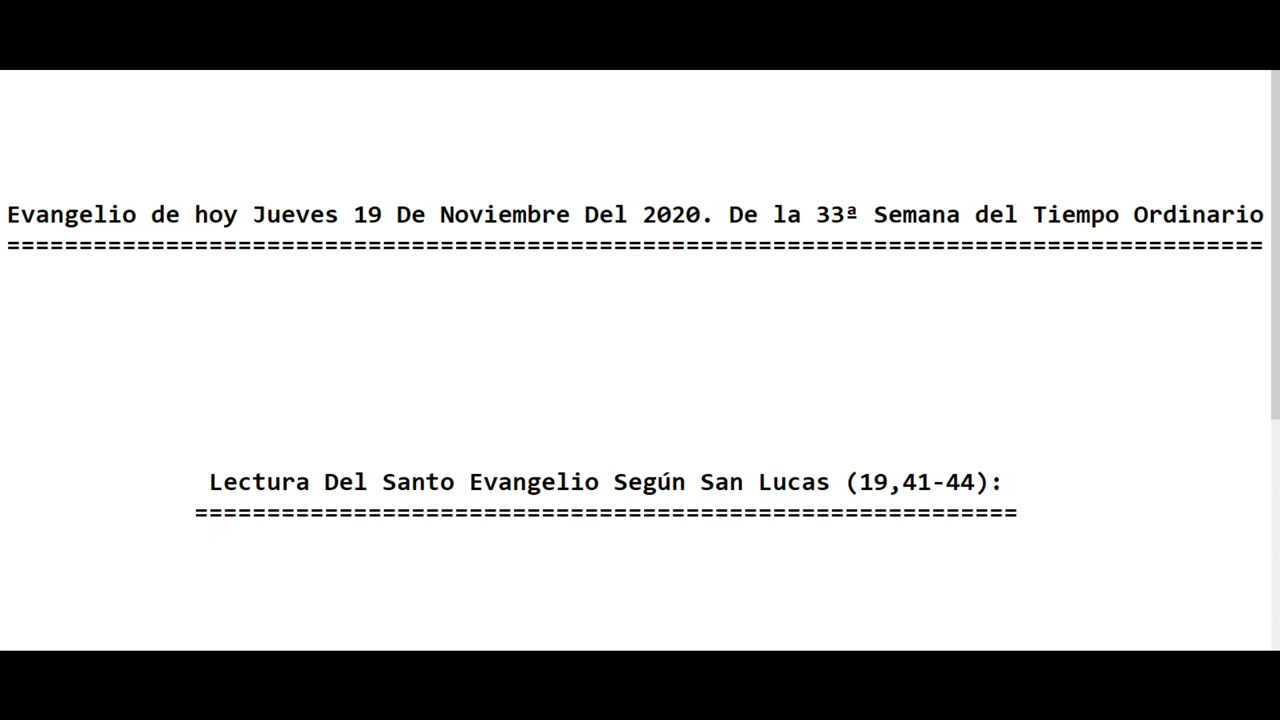 Evangelio de hoy Jueves 19 De Noviembre Del 2020. De la 33ª Semana del Tiempo Ordinario
=======================================================================================
Lectura Del Santo Evangelio Según San Lucas (19,41-44):
=========================================================